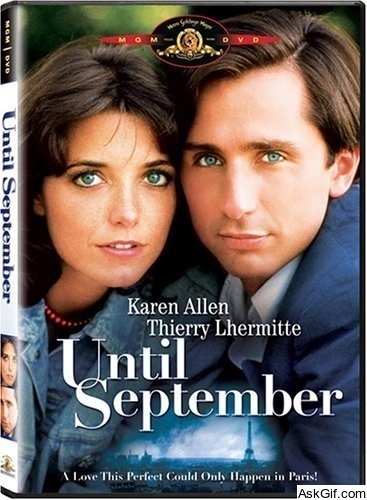 MGM DVD
Until September
MGM DVD
Karen Allen
Thierry Lhermitte
Until
September
A Love This Perfect Could Only Happen in Paris!
AskGif.com